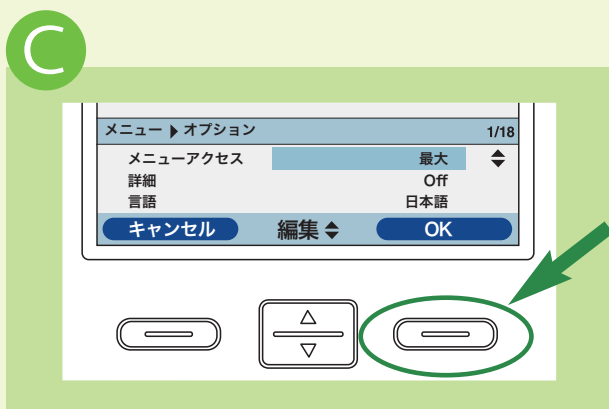 C
メニュー ▶ オプション 1/18
メニューアクセス 最大
詳細 Off
言語 日本語
キャンセル 編集 OK